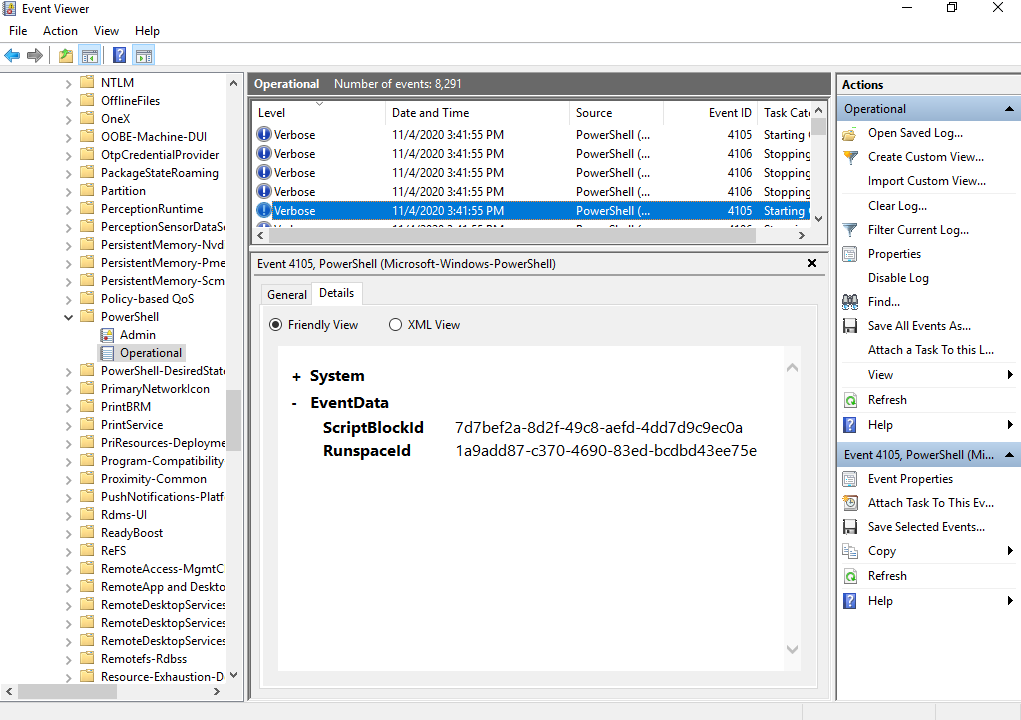 Event Viewer
File Action View Help
NTLM
OfflineFiles
OneX
OOBE-Machine-DUI
OtpCredentialProvider
PackageStateRoaming
Partition
PerceptionRuntime
PerceptionSensorDataSe
PersistentMemory-Nvdi
PersistentMemory-Pme
PersistentMemory-Scm
Policy-based QoS
PowerShell
Admin
Operational
PowerShell-DesiredState
PrimaryNetworkIcon
PrintBRM
PrintService
PriResources-Deployme
Program-Compatibility
Proximity-Common
PushNotifications-Platf
Rdms-UI
ReadyBoost
ReFS
RemoteAccess-MgmtC
RemoteApp and Deskto
RemoteDesktopServices
RemoteDesktopServices
RemoteDesktopServices
Remotefs-Rdbss
Resource-Exhaustion-D
Operational Number of events: 8,291
Level Date and Time Source Event ID Task Cate
Verbose 11/4/2020 3:41:55 PM PowerShell (... 4105 Starting
Verbose 11/4/2020 3:41:55 PM PowerShell (... 4106 Stopping
Verbose 11/4/2020 3:41:55 PM PowerShell (... 4106 Stopping
Verbose 11/4/2020 3:41:55 PM PowerShell (... 4106 Stopping
Verbose 11/4/2020 3:41:55 PM PowerShell (... 4105 Starting
Event 4105, PowerShell (Microsoft-Windows-PowerShell)
General Details
Friendly View XML View
+ System
- EventData
ScriptBlockId 7d7bef2a-8d2f-49c8-aefd-4dd7d9c9ec0a
RunspaceId 1a9add87-c370-4690-83ed-bcdbd43ee75e
Actions
Operational
Open Saved Log...
Create Custom View...
Import Custom View...
Clear Log...
Filter Current Log...
Properties
Disable Log
Find...
Save All Events As...
Attach a Task To this L...
View
Refresh
Help
Event 4105, PowerShell (Mi...
Event Properties
Attach Task To This Ev...
Save Selected Events...
Copy
Refresh
Help